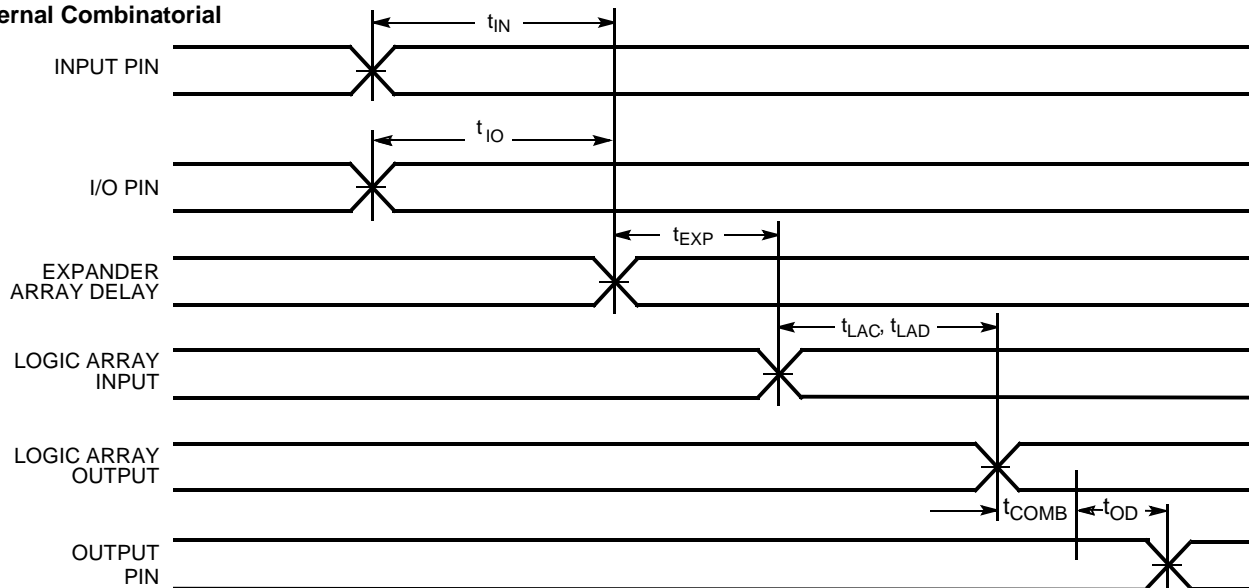 ernal Combinatorial
tIN
INPUT PIN
tIO
I/O PIN
tEXP
EXPANDER
ARRAY DELAY
tLAC, tLAD
LOGIC ARRAY
INPUT
LOGIC ARRAY
OUTPUT
tCOMB
tOD
OUTPUT
PIN